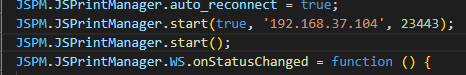 JSPM.JSPrintManager.auto_reconnect = true;
JSPM.JSPrintManager.start(true, '192.168.37.104', 23443);
JSPM.JSPrintManager.start();
JSPM.JSPrintManager.WS.onStatusChanged = function () {